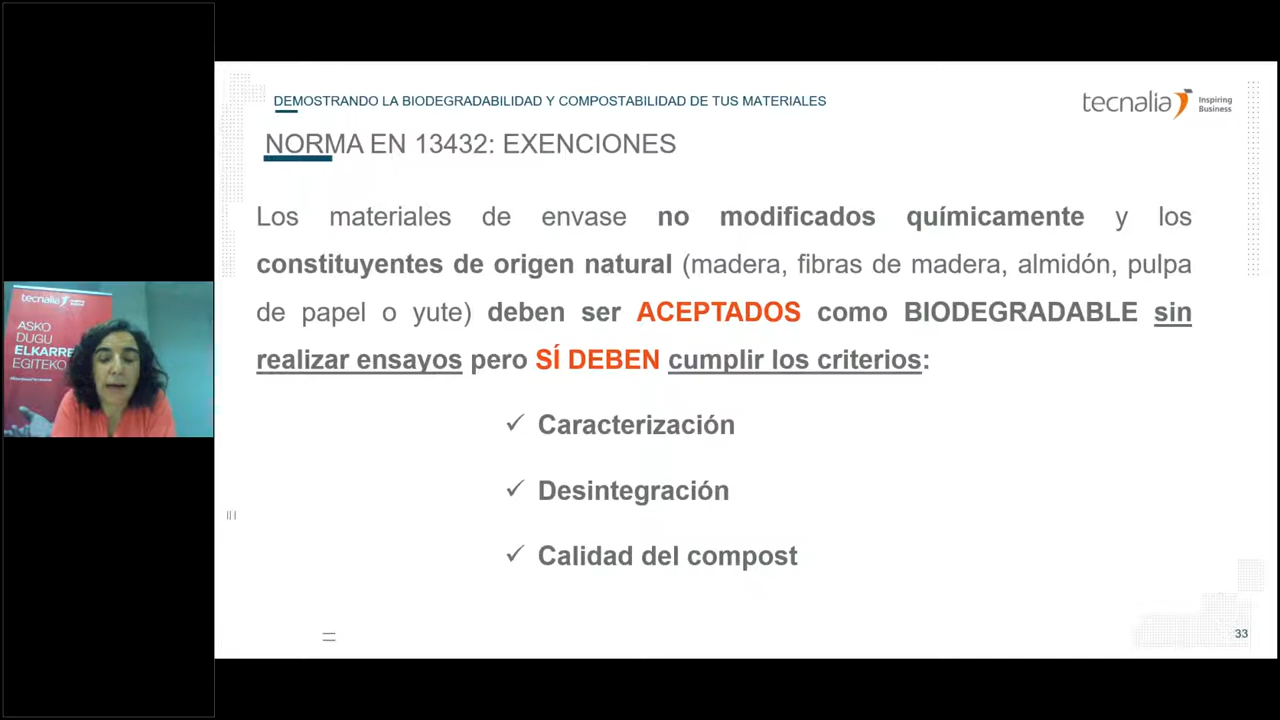 DEMOSTRANDO LA BIODEGRADABILIDAD Y COMPOSTABILIDAD DE TUS MATERIALES
tecnalia Inspiring
Business
NORMA EN 13432: EXENCIONES
Los materiales de envase no modificados químicamente y los
constituyentes de origen natural (madera, fibras de madera, almidón, pulpa
de papel o yute) deben ser ACEPTADOS como BIODEGRADABLE sin
realizar ensayos pero SÍ DEBEN cumplir los criterios:
✓ Caracterización
✓ Desintegración
✓ Calidad del compost
33
tecnalia
ASKO
DUGU
ELKARRE
EGITEKO